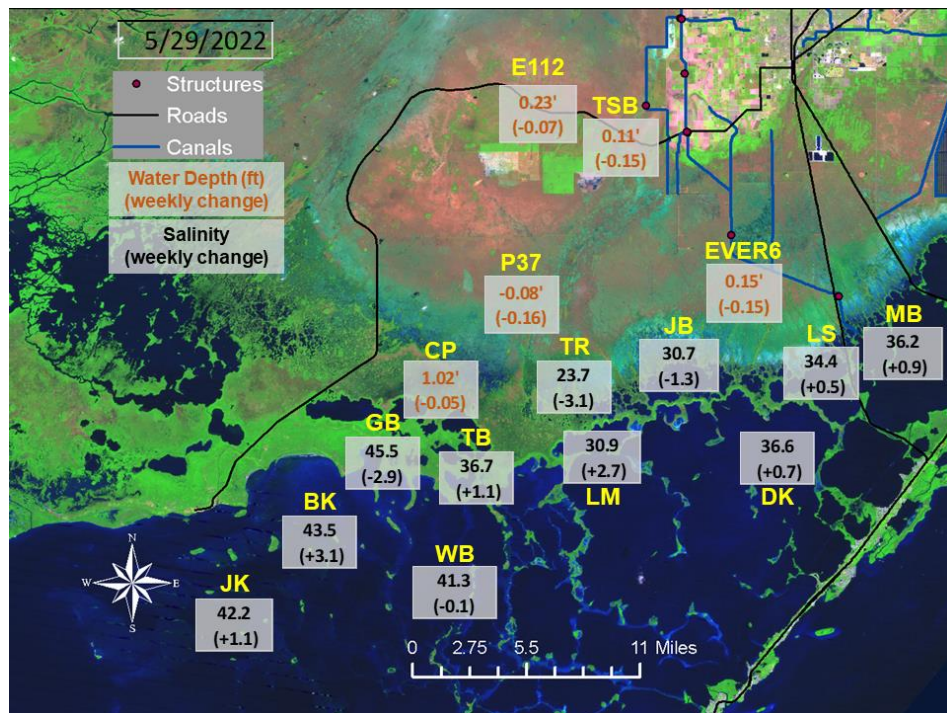 5/29/2022
Structures
Roads
Canals
Water Depth (ft)
(weekly change)
Salinity
(weekly change)
E112
0.23'
(-0.07)
TSB
0.11'
(-0.15)
P37
-0.08'
(-0.16)
EVER6
0.15'
(-0.15)
CP
1.02'
(-0.05)
TR
23.7
(-3.1)
JB
30.7
(-1.3)
LS
34.4
(+0.5)
MB
36.2
(+0.9)
GB
45.5
(-2.9)
TB
36.7
(+1.1)
30.9
(+2.7)
LM
36.6
(+0.7)
DK
BK
43.5
(+3.1)
WB
41.3
(-0.1)
JK
42.2
(+1.1)
N
W E
S
0 2.75 5.5 11 Miles